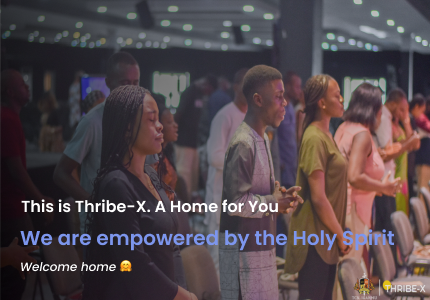 This is Thribe-X. A Home for You
We are empowered by the Holy Spirit
Welcome home 🤗
THRIBE-X